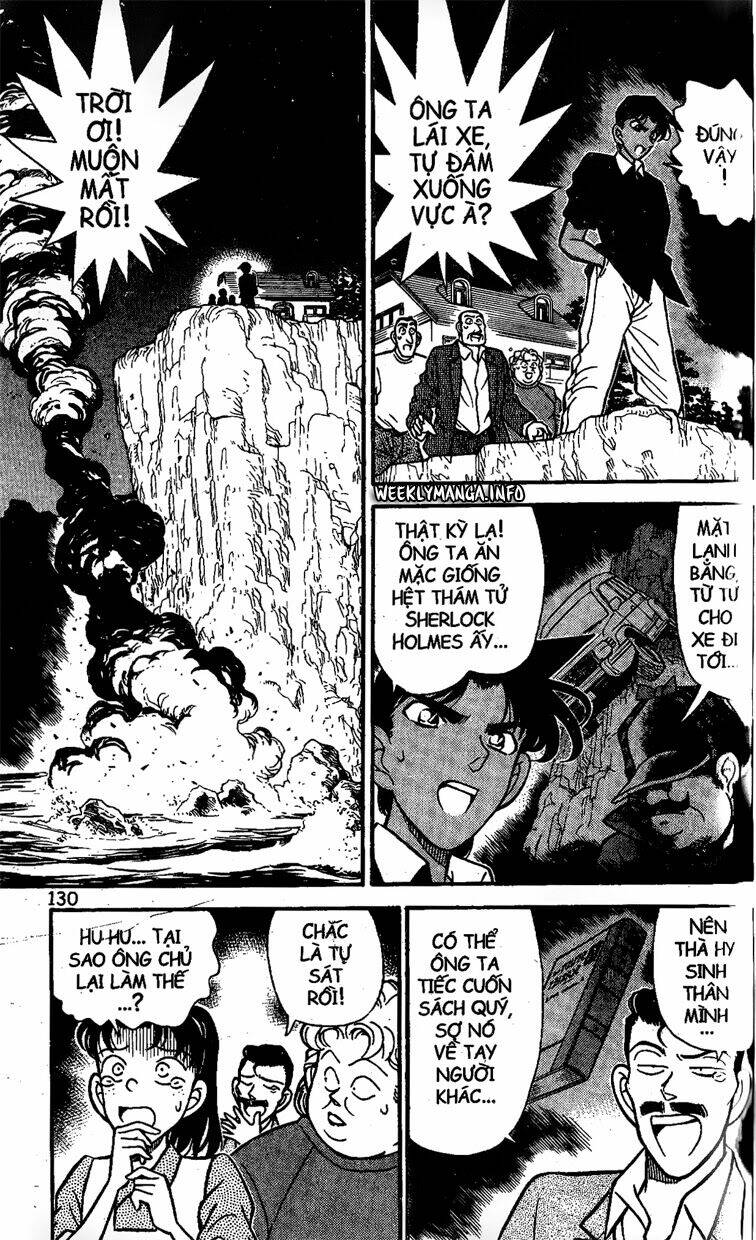 TRỜI
ƠI!
MUỘN
MẤT
RỒI!
ÔNG TA
LÁI XE,
TỰ ĐÂM
XUỐNG
VỰC À?
ĐÚNG
VẬY
!
WEEKLYMANGA.INFO
THẬT KỲ LẠ!
ÔNG TA ĂN
MẶC GIỐNG
HỆT THÁM TỬ
SHERLOCK
HOLMES ẤY...
MẶT
LẠNH
BĂNG,
TỪ TỪ
CHO
XE ĐI
TỚI...
130
HU HU... TẠI
SAO ÔNG CHỦ
LẠI LÀM THẾ
...?
CHẮC
LÀ TỰ
SÁT
RỒI!
CÓ THỂ
ÔNG TA
TIẾC CUỐN
SÁCH QUÝ,
SỢ NÓ
VỀ TAY
NGƯỜI
KHÁC...
NÊN
THÀ HY
SINH
THÂN
MÌNH
...